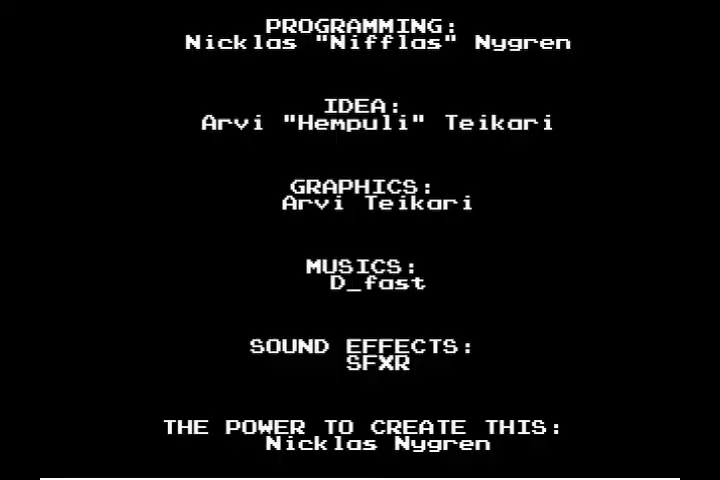 PROGRAMMING:
Nicklas "Nifflas" Nygren
IDEA:
Arvi "Hempuli" Teikari
GRAPHICS:
Arvi Teikari
MUSICS:
D_fast
SOUND EFFECTS:
SFXR
THE POWER TO CREATE THIS:
Nicklas Nygren